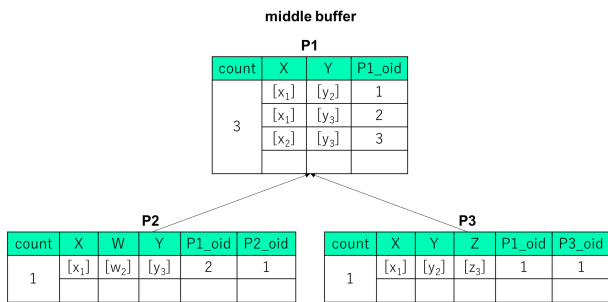 middle buffer
P1
count X Y P1_oid
3
[x₁] [y₂] 1
[x₁] [y₃] 2
[x₂] [y₃] 3
P2
count X W Y P1_oid P2_oid
1 [x₁] [w₂] [y₃] 2 1
P3
count X Y Z P1_oid P3_oid
1 [x₁] [y₂] [z₃] 1 1